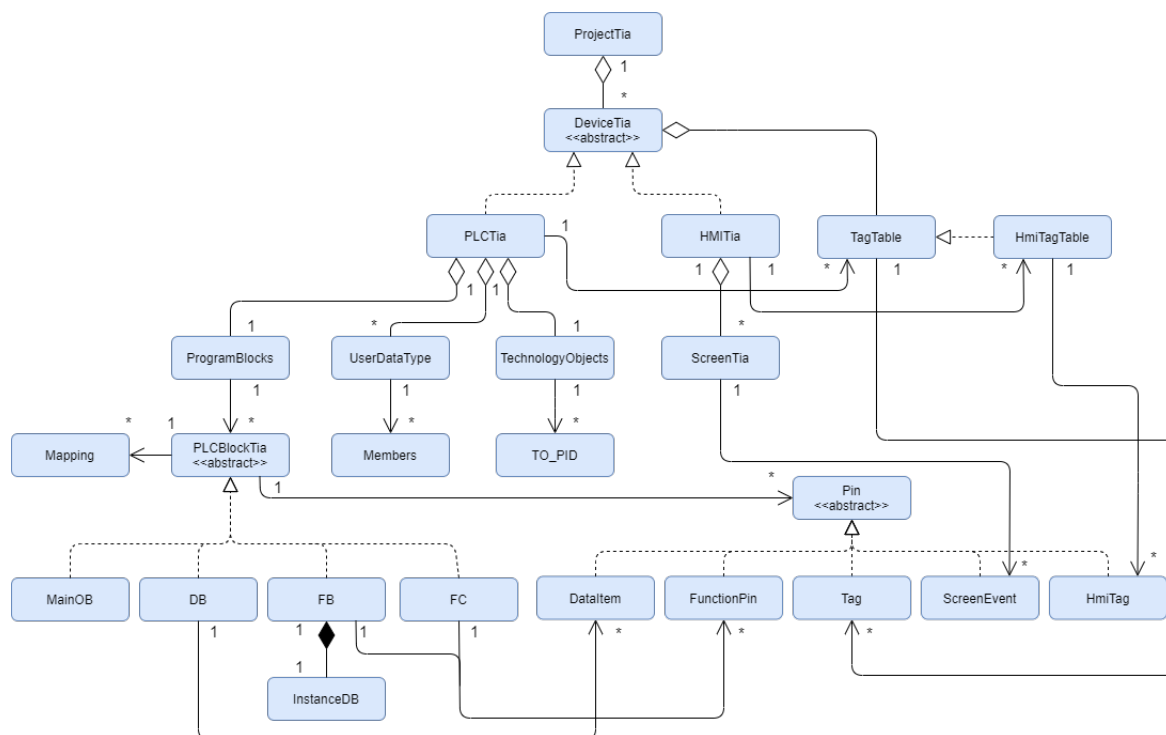 ProjectTia
1
*
DeviceTia
<<abstract>>
PLCTia
1
HMITia
TagTable
HmiTagTable
1
1
*
1
*
1
1
1
1
*
1
*
ProgramBlocks
UserDataType
TechnologyObjects
ScreenTia
1
1
1
1
*
1
*
*
*
Mapping
PLCBlockTia
<<abstract>>
Members
TO_PID
1
*
Pin
<<abstract>>
*
*
MainOB
DB
FB
FC
DataItem
FunctionPin
Tag
ScreenEvent
HmiTag
1
1
1
1
*
*
*
1
InstanceDB